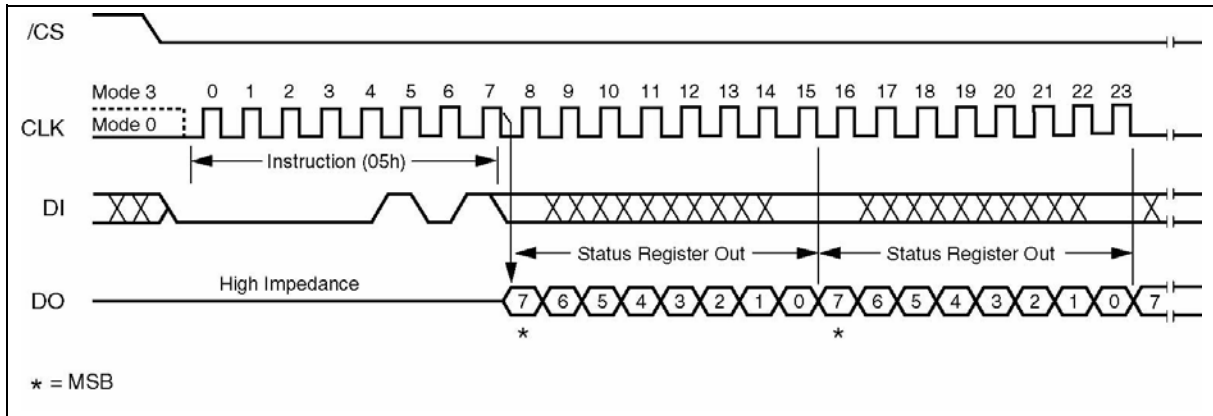 /CS
Mode 3 0 1 2 3 4 5 6 7 8 9 10 11 12 13 14 15 16 17 18 19 20 21 22 23
CLK Mode 0
Instruction (05h)
DI
Status Register Out Status Register Out
High Impedance
DO 7 6 5 4 3 2 1 0 7 6 5 4 3 2 1 0 7
* *
* = MSB